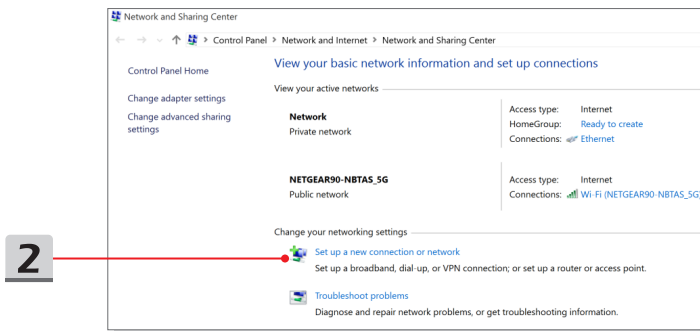 Network and Sharing Center
Control Panel > Network and Internet > Network and Sharing Center
Control Panel Home
Change adapter settings
Change advanced sharing
settings
View your basic network information and set up connections
View your active networks
Network
Private network
Access type: Internet
HomeGroup: Ready to create
Connections: Ethernet
NETGEAR90-NBTAS_5G
Public network
Access type: Internet
Connections: Wi-Fi (NETGEAR90-NBTAS_5G)
Change your networking settings
2
Set up a new connection or network
Set up a broadband, dial-up, or VPN connection; or set up a router or access point.
Troubleshoot problems
Diagnose and repair network problems, or get troubleshooting information.